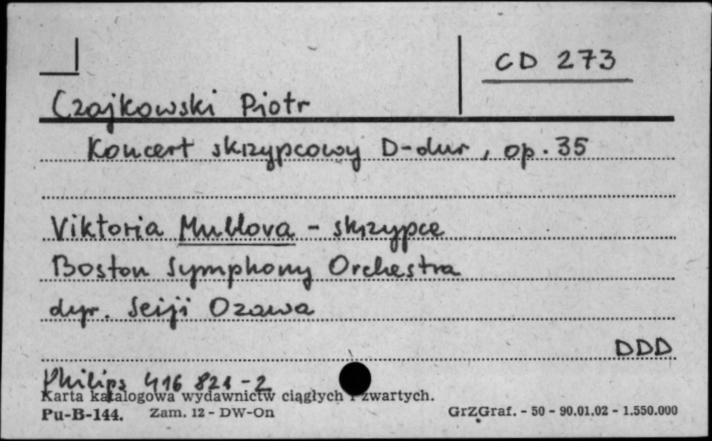 CD 273
Czajkowski Piotr
Koncert skrzypcowy D-dur, op. 35
Viktoria Mullova - skrzypce
Boston Symphony Orchestra
dyr. Seiji Ozawa
DDD
Philips 416 821-2
Karta katalogowa wydawnictw ciągłych i zwartych.
Pu-B-144. Zam. 12 - DW-On GrZGraf. - 50 - 90.01.02 - 1.550.000